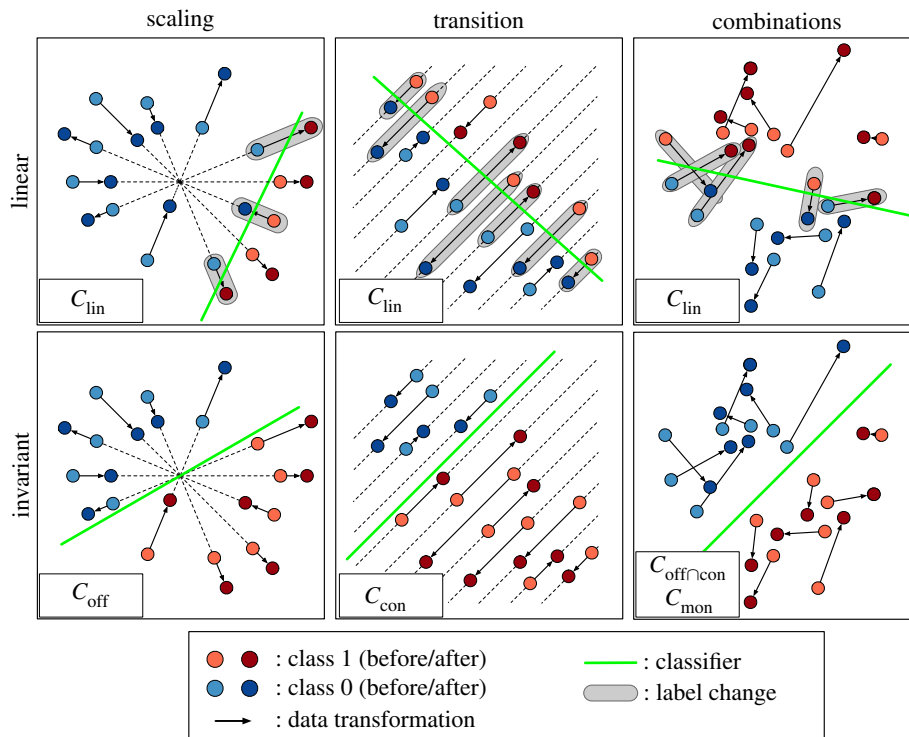 scaling
transition
combinations
linear
C_lin
C_lin
C_lin
invariant
C_off
C_con
C_off∩con
C_mon
: class 1 (before/after)
: class 0 (before/after)
: data transformation
: classifier
: label change